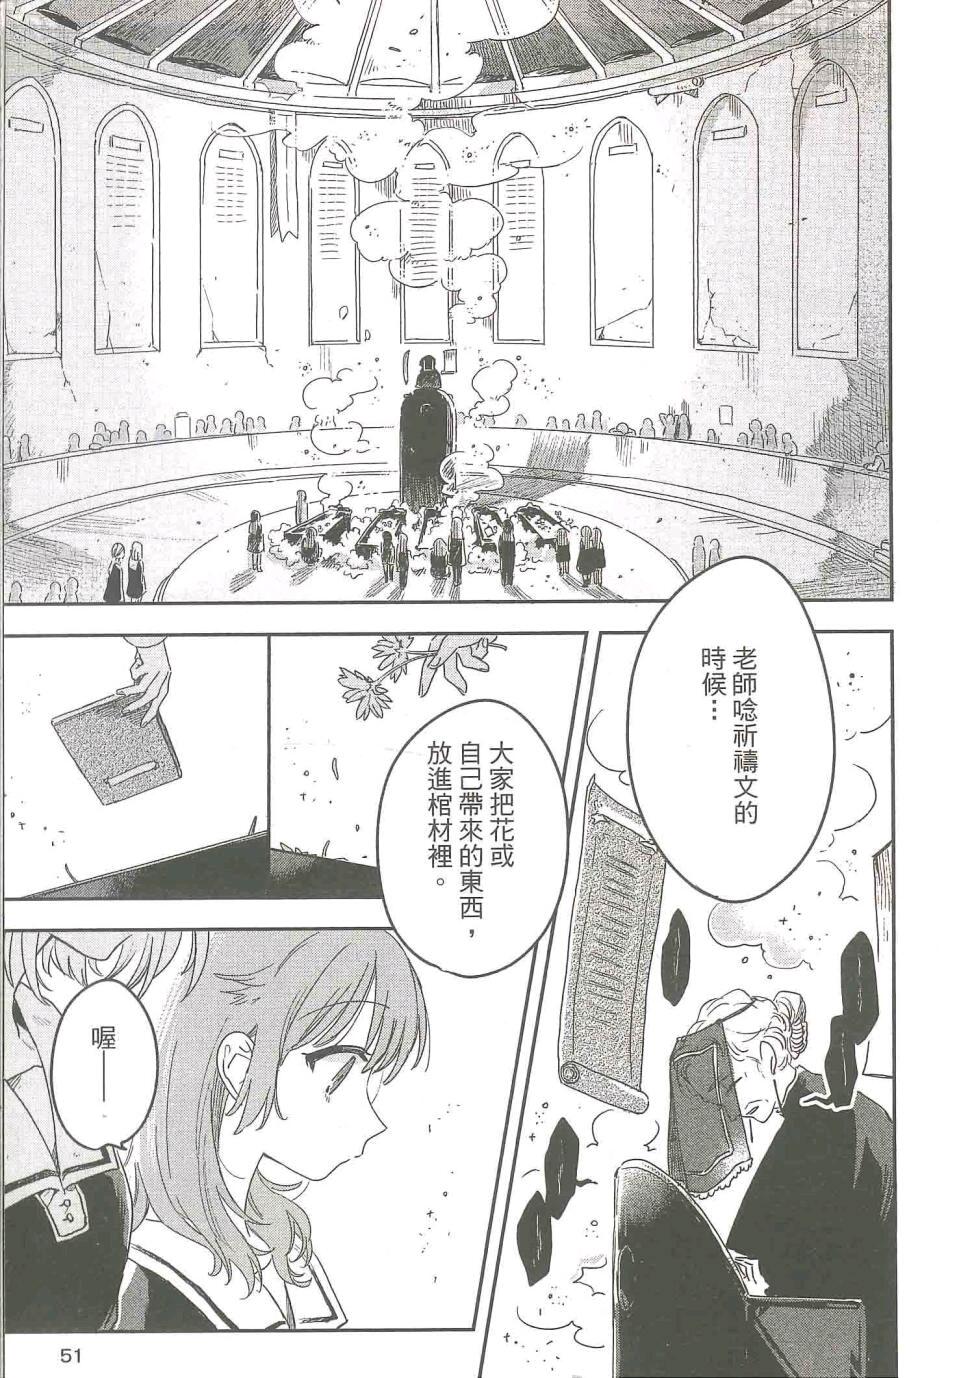 老師唸祈禱文的
時候…
大家把花或
自己帶來的東西，
放進棺材裡。
喔——
51